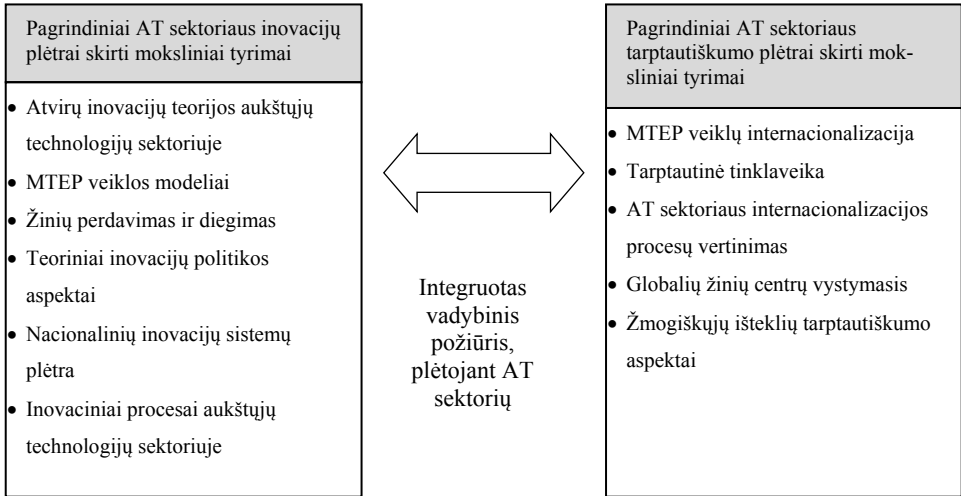 Pagrindiniai AT sektoriaus inovacijų
plėtrai skirti moksliniai tyrimai
• Atvirų inovacijų teorijos aukštųjų
technologijų sektoriuje
• MTEP veiklos modeliai
• Žinių perdavimas ir diegimas
• Teoriniai inovacijų politikos
aspektai
• Nacionalinių inovacijų sistemų
plėtra
• Inovaciniai procesai aukštųjų
technologijų sektoriuje
Integruotas
vadybinis
požiūris,
plėtojant AT
sektorių
Pagrindiniai AT sektoriaus
tarptautiškumo plėtrai skirti mok-
sliniai tyrimai
• MTEP veiklų internacionalizacija
• Tarptautinė tinklaveika
• AT sektoriaus internacionalizacijos
procesų vertinimas
• Globalių žinių centrų vystymasis
• Žmogiškųjų išteklių tarptautiškumo
aspektai